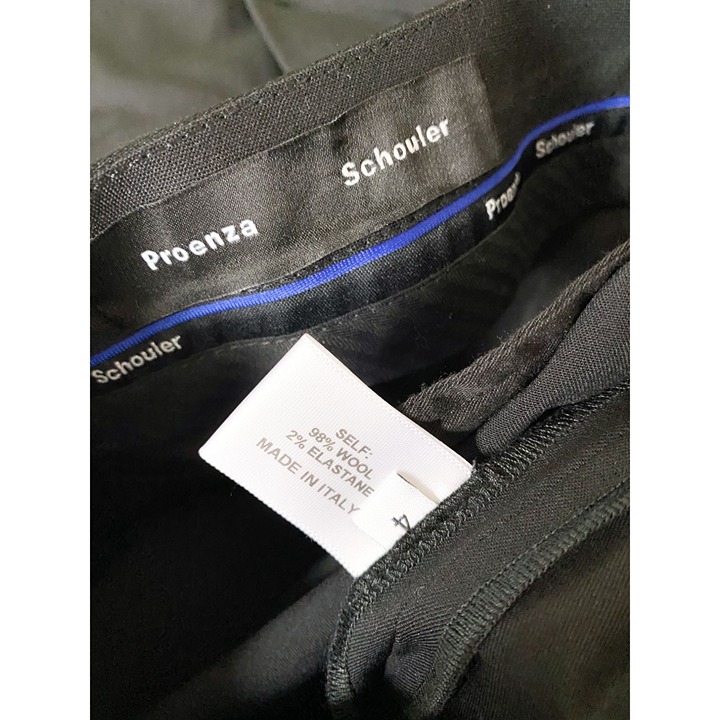 Proenza Schouler
Schouler Proenza Schouler
SELF:
98% WOOL
2% ELASTANE
MADE IN ITALY
4